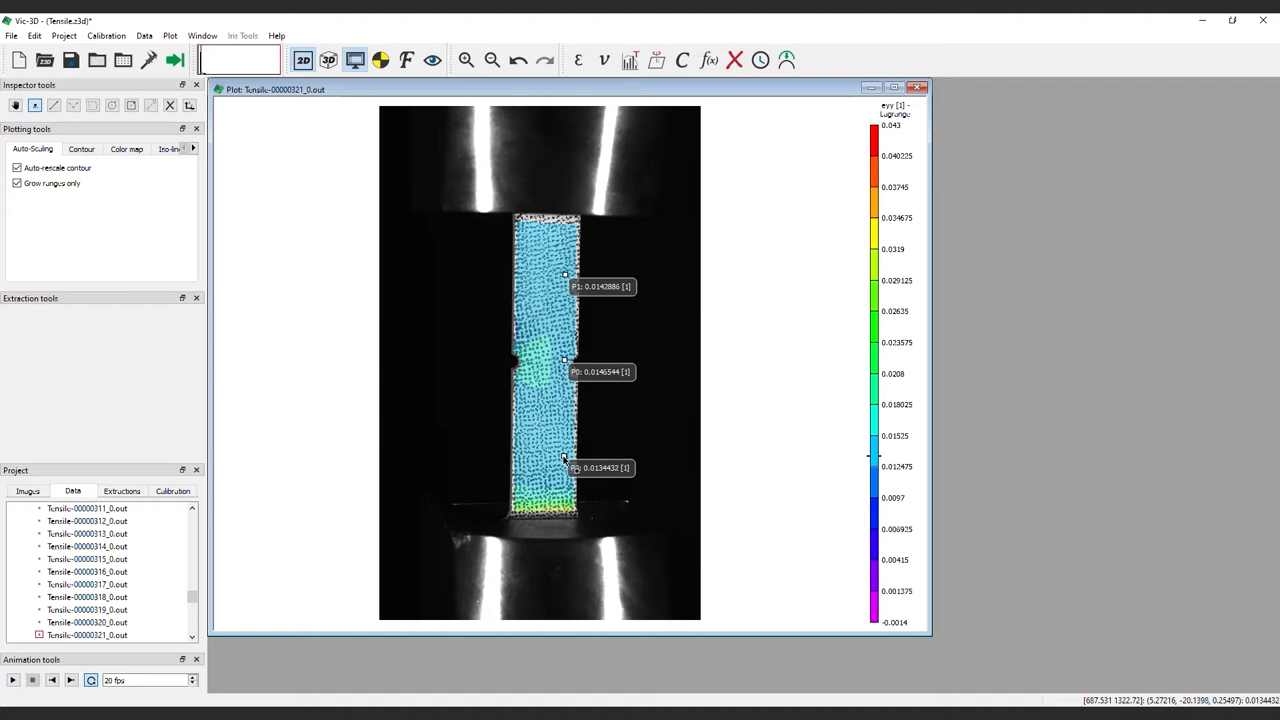 Vic-3D - (Tensile.z3d)*
File Edit Project Calibration Data Plot Window Iris Tools Help
2D 3D F ε ν C f(x)
Inspector tools
Plotting tools
Auto-Scaling Contour Color map Iso-lin
Auto-rescale contour
Grow ranges only
Extraction tools
Project
Images Data Extractions Calibration
Tensile-00000311_0.out
Tensile-00000312_0.out
Tensile-00000313_0.out
Tensile-00000314_0.out
Tensile-00000315_0.out
Tensile-00000316_0.out
Tensile-00000317_0.out
Tensile-00000318_0.out
Tensile-00000319_0.out
Tensile-00000320_0.out
Tensile-00000321_0.out
Animation tools
20 fps
Plot: Tensile-00000321_0.out
P1: 0.0142886 [1]
P0: 0.0146544 [1]
0.0134432 [1]
eyy [1] -
Lagrange
0.043
0.040225
0.03745
0.034675
0.0319
0.029125
0.02635
0.023575
0.0208
0.018025
0.01525
0.012475
0.0097
0.006925
0.00415
0.001375
-0.0014
[687.531 1322.72]: (5.27216, -20.1398, 0.25497): 0.0134432